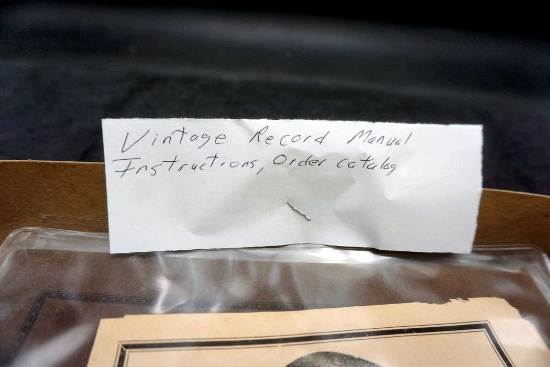 Vintage Record Manual
Instructions, Order catalog